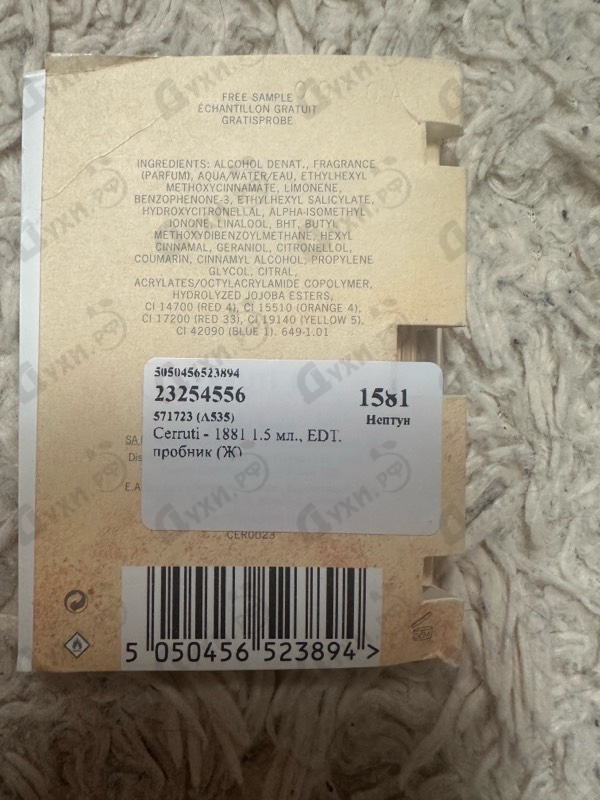 FREE SAMPLE
ÉCHANTILLON GRATUIT
GRATISPROBE
INGREDIENTS: ALCOHOL DENAT., FRAGRANCE
(PARFUM), AQUA/WATER/EAU, ETHYLHEXYL
METHOXYCINNAMATE, LIMONENE,
BENZOPHENONE-3, ETHYLHEXYL SALICYLATE,
HYDROXYCITRONELLAL, ALPHA-ISOMETHYL
IONONE, LINALOOL, BHT, BUTYL
METHOXYDIBENZOYLMETHANE, HEXYL
CINNAMAL, GERANIOL, CITRONELLOL,
COUMARIN, CINNAMYL ALCOHOL, PROPYLENE
GLYCOL, CITRAL,
ACRYLATES/OCTYLACRYLAMIDE COPOLYMER,
HYDROLYZED JOJOBA ESTERS,
CI 14700 (RED 4), CI 15510 (ORANGE 4),
CI 17200 (RED 33), CI 19140 (YELLOW 5),
CI 42090 (BLUE 1). 649-1.01
5050456523894
23254556 1581
571723 (A535) Нептун
Cerruti - 1881 1.5 мл., EDT.
пробник (Ж)
SA
Dis
E.A
CER0023
5 050456 523894 >
Духи.рф